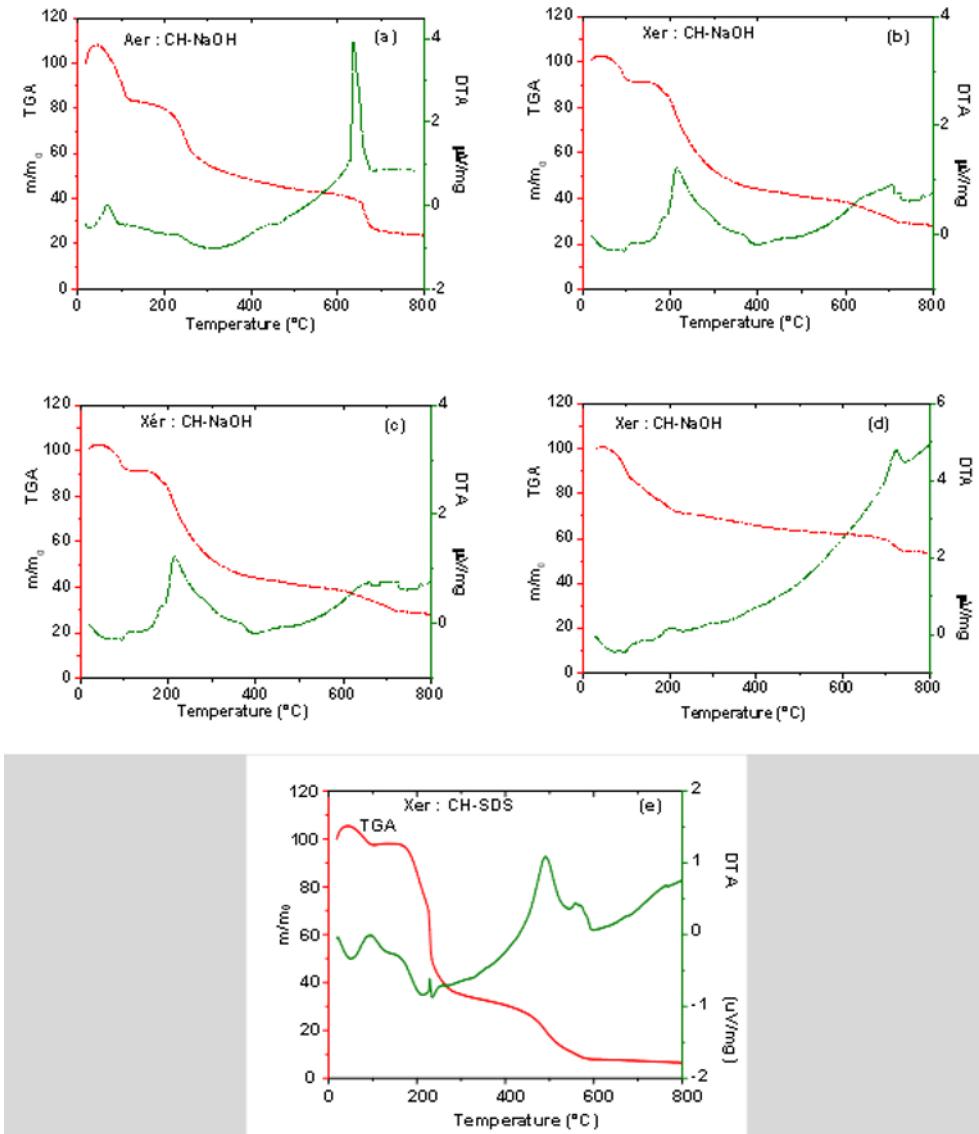 Aer : CH-NaOH
(a)
120
100
80
60
40
20
0
TGA
m/m₀
4
2
0
-2
DTA
µV/mg
0 200 400 600 800
Temperature (°C)
Xer : CH-NaOH
(b)
120
100
80
60
40
20
0
TGA
m/m₀
4
2
0
DTA
µV/mg
0 200 400 600 800
Temperature (°C)
Xér : CH-NaOH
(c)
120
100
80
60
40
20
0
TGA
m/m₀
4
2
0
DTA
µV/mg
0 200 400 600 800
Temperature (°C)
Xer : CH-NaOH
(d)
120
100
80
60
40
20
0
TGA
m/m₀
6
4
2
0
DTA
µV/mg
0 200 400 600 800
Temperature (°C)
Xer : CH-SDS
(e)
TGA
120
100
80
60
40
20
0
m/m₀
2
1
0
-1
-2
DTA
(uV/mg)
0 200 400 600 800
Temperature (°C)